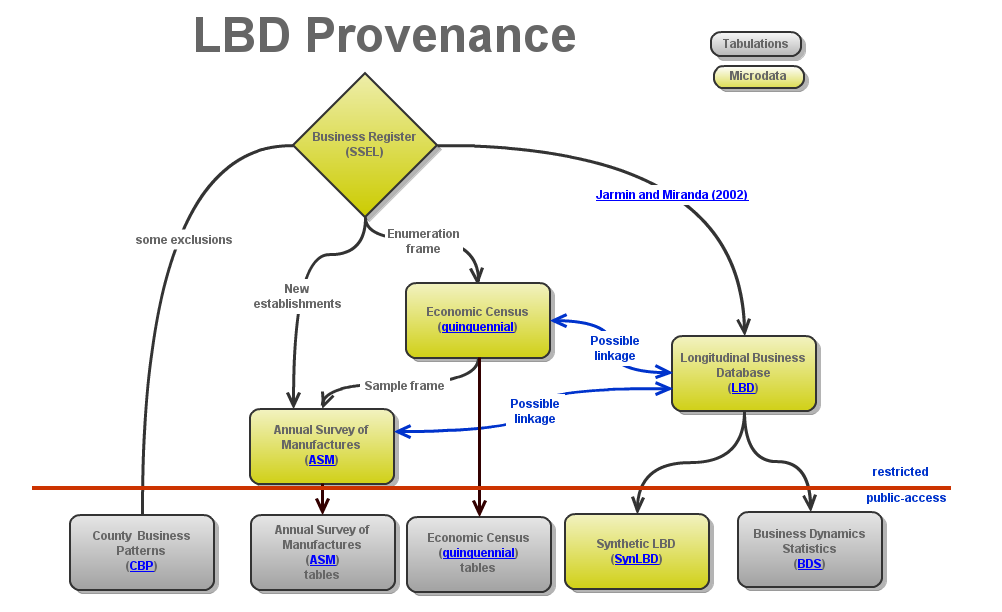 LBD Provenance
Tabulations
Microdata
Business Register
(SSEL)
Jarmin and Miranda (2002)
some exclusions
Enumeration
frame
New
establishments
Economic Census
(quinquennial)
Possible
linkage
Longitudinal Business
Database
(LBD)
Sample frame
Possible
linkage
Annual Survey of
Manufactures
(ASM)
restricted
public-access
County Business
Patterns
(CBP)
Annual Survey of
Manufactures
(ASM)
tables
Economic Census
(quinquennial)
tables
Synthetic LBD
(SynLBD)
Business Dynamics
Statistics
(BDS)